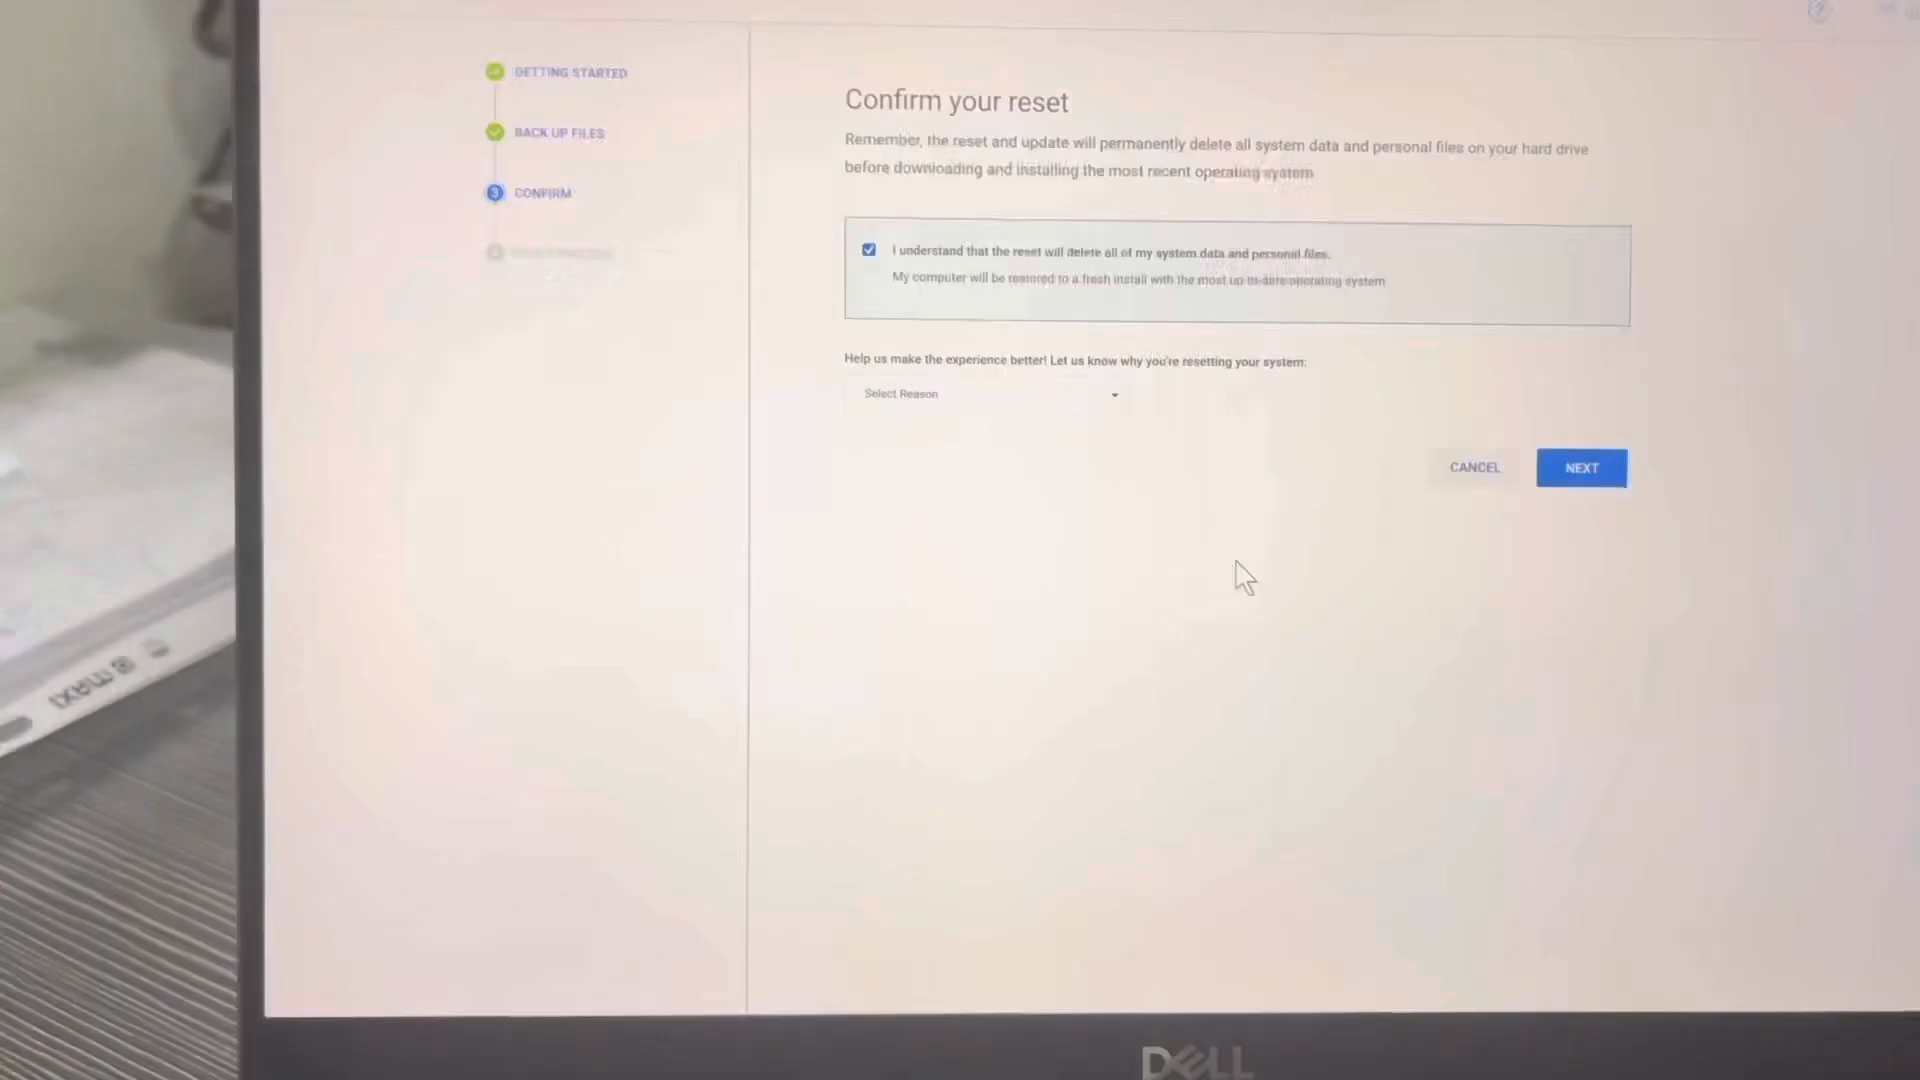 GETTING STARTED
BACK UP FILES
3 CONFIRM
Confirm your reset
Remember, the reset and update will permanently delete all system data and personal files on your hard drive
before downloading and installing the most recent operating system
I understand that the reset will delete all of my system data and personal files.
My computer will be restored to a fresh install with the most up-to-date operating system
Help us make the experience better! Let us know why you're resetting your system:
Select Reason
CANCEL
NEXT
DELL
maxi